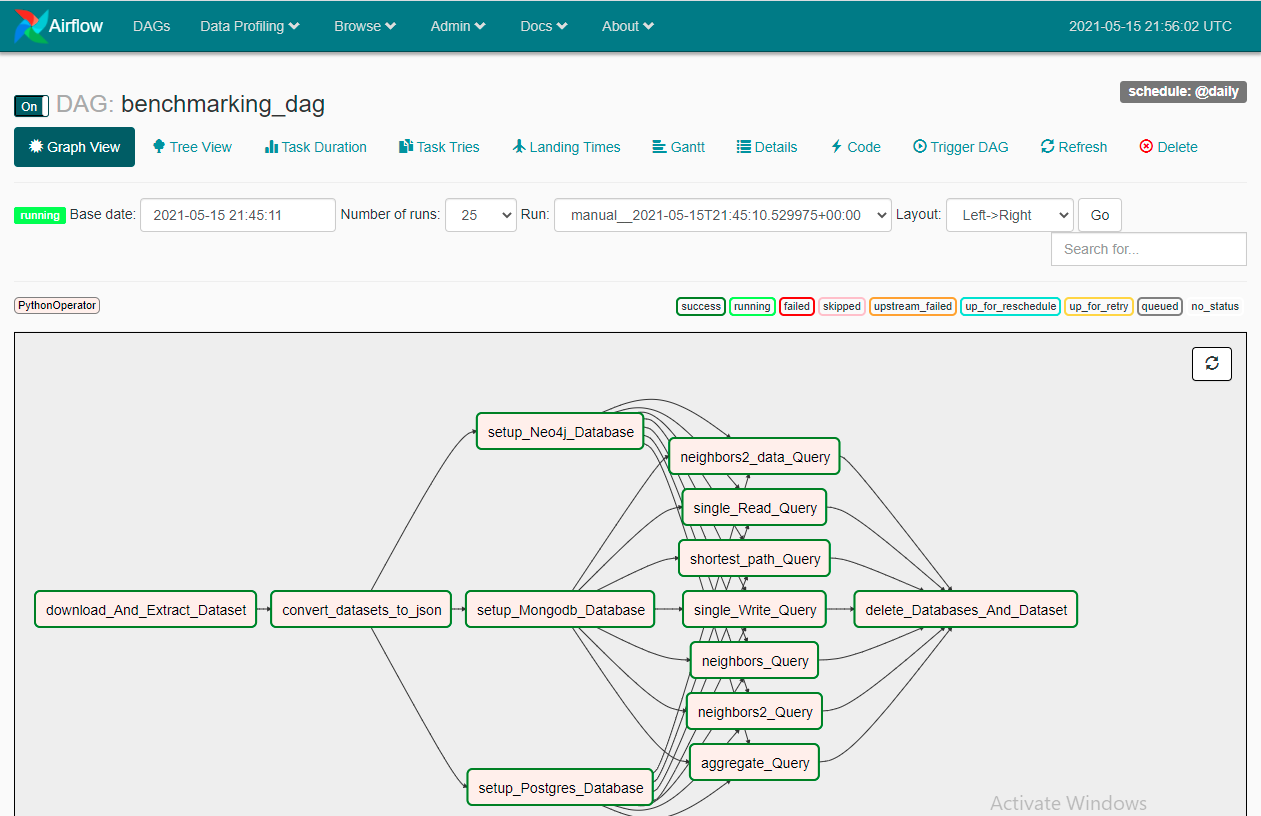 Airflow DAGs Data Profiling Browse Admin Docs About 2021-05-15 21:56:02 UTC
schedule: @daily
On DAG: benchmarking_dag
Graph View Tree View Task Duration Task Tries Landing Times Gantt Details Code Trigger DAG Refresh Delete
running Base date: 2021-05-15 21:45:11 Number of runs: 25 Run: manual__2021-05-15T21:45:10.529975+00:00 Layout: Left->Right Go
Search for...
PythonOperator success running failed skipped upstream_failed up_for_reschedule up_for_retry queued no_status
setup_Neo4j_Database
neighbors2_data_Query
single_Read_Query
shortest_path_Query
download_And_Extract_Dataset convert_datasets_to_json setup_Mongodb_Database single_Write_Query delete_Databases_And_Dataset
neighbors_Query
neighbors2_Query
aggregate_Query
setup_Postgres_Database
Activate Windows